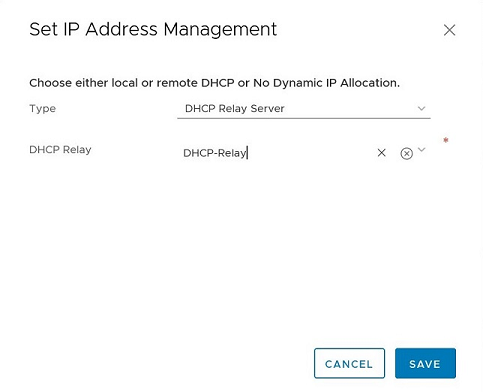 Set IP Address Management
Choose either local or remote DHCP or No Dynamic IP Allocation.
Type
DHCP Relay Server
DHCP Relay
DHCP-Relay
*
CANCEL
SAVE